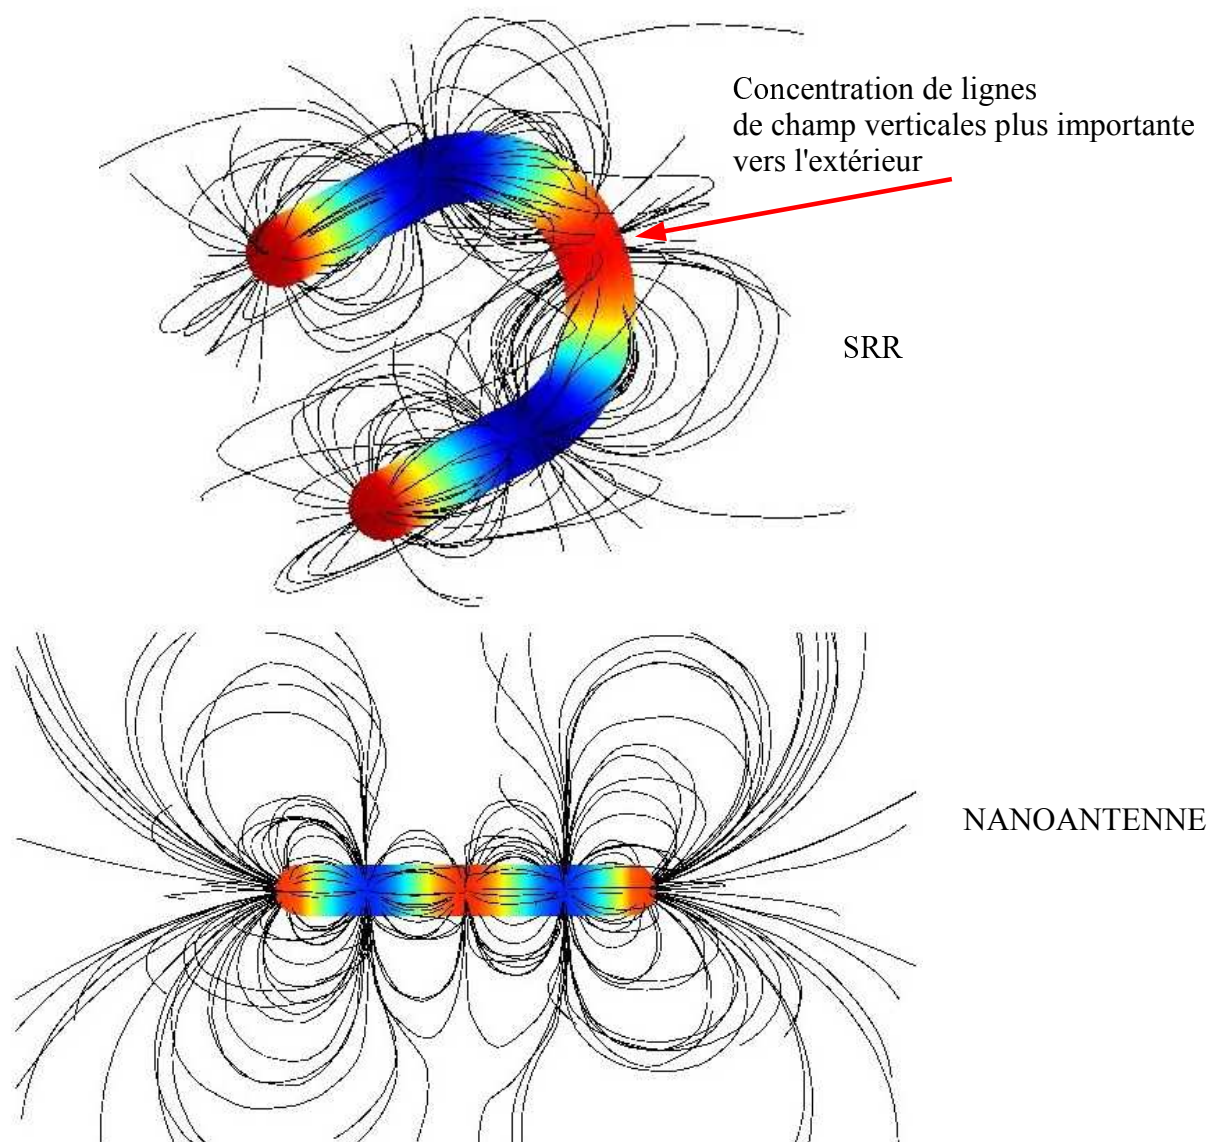 Concentration de lignes
de champ verticales plus importante
vers l'extérieur
SRR
NANOANTENNE